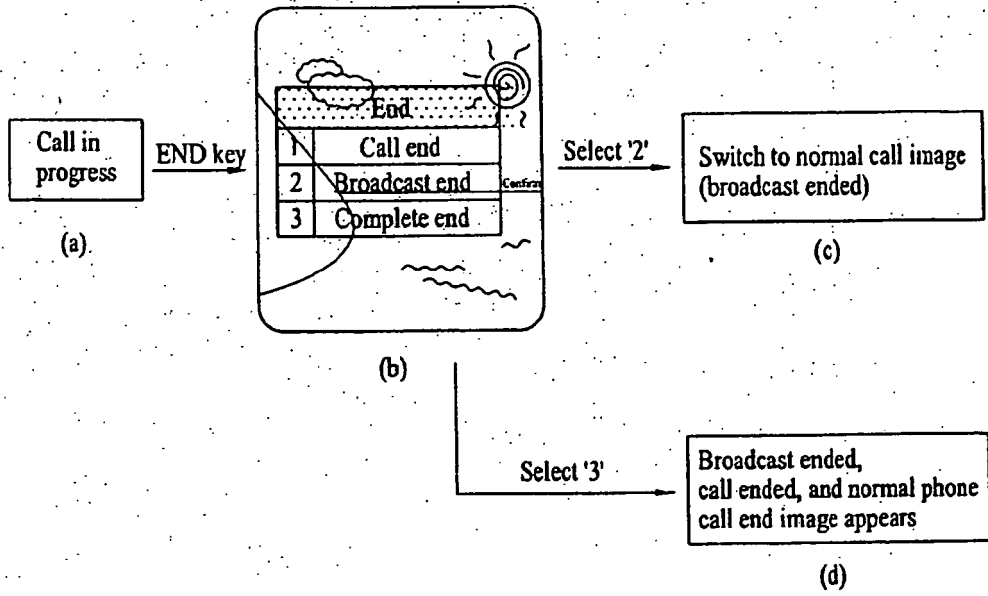 Call in
progress
(a)
END key
End
1 Call end
2 Broadcast end
Confirm
3 Complete end
(b)
Select '2'
Switch to normal call image
(broadcast ended)
(c)
Select '3'
Broadcast ended,
call ended, and normal phone
call end image appears
(d)